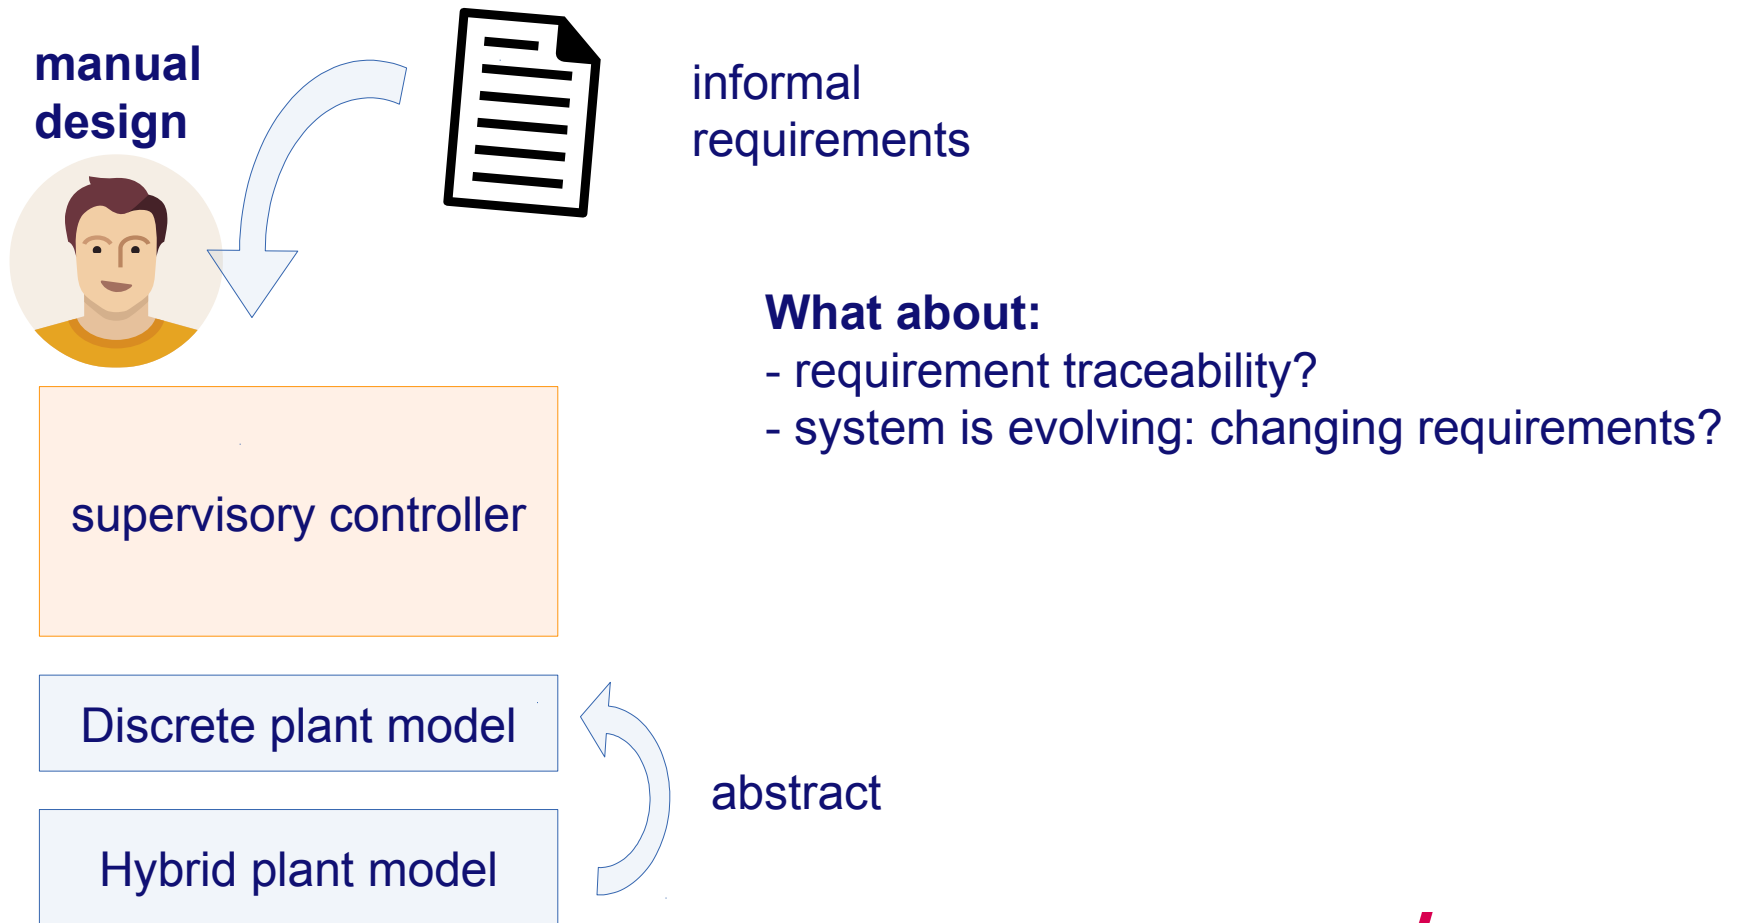 manual
design
informal
requirements
What about:
- requirement traceability?
- system is evolving: changing requirements?
supervisory controller
Discrete plant model
abstract
Hybrid plant model